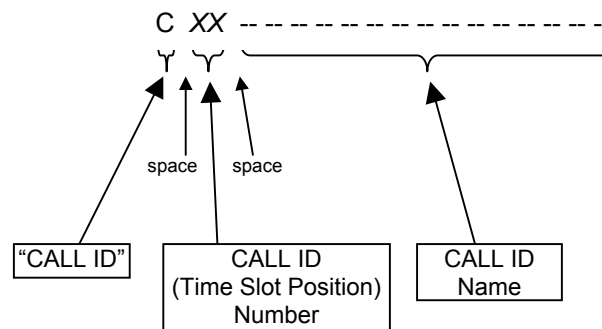 C XX -- -- -- -- -- -- -- -- -- -- -- -- -- -- -- --
space space
“CALL ID”
CALL ID
(Time Slot Position)
Number
CALL ID
Name